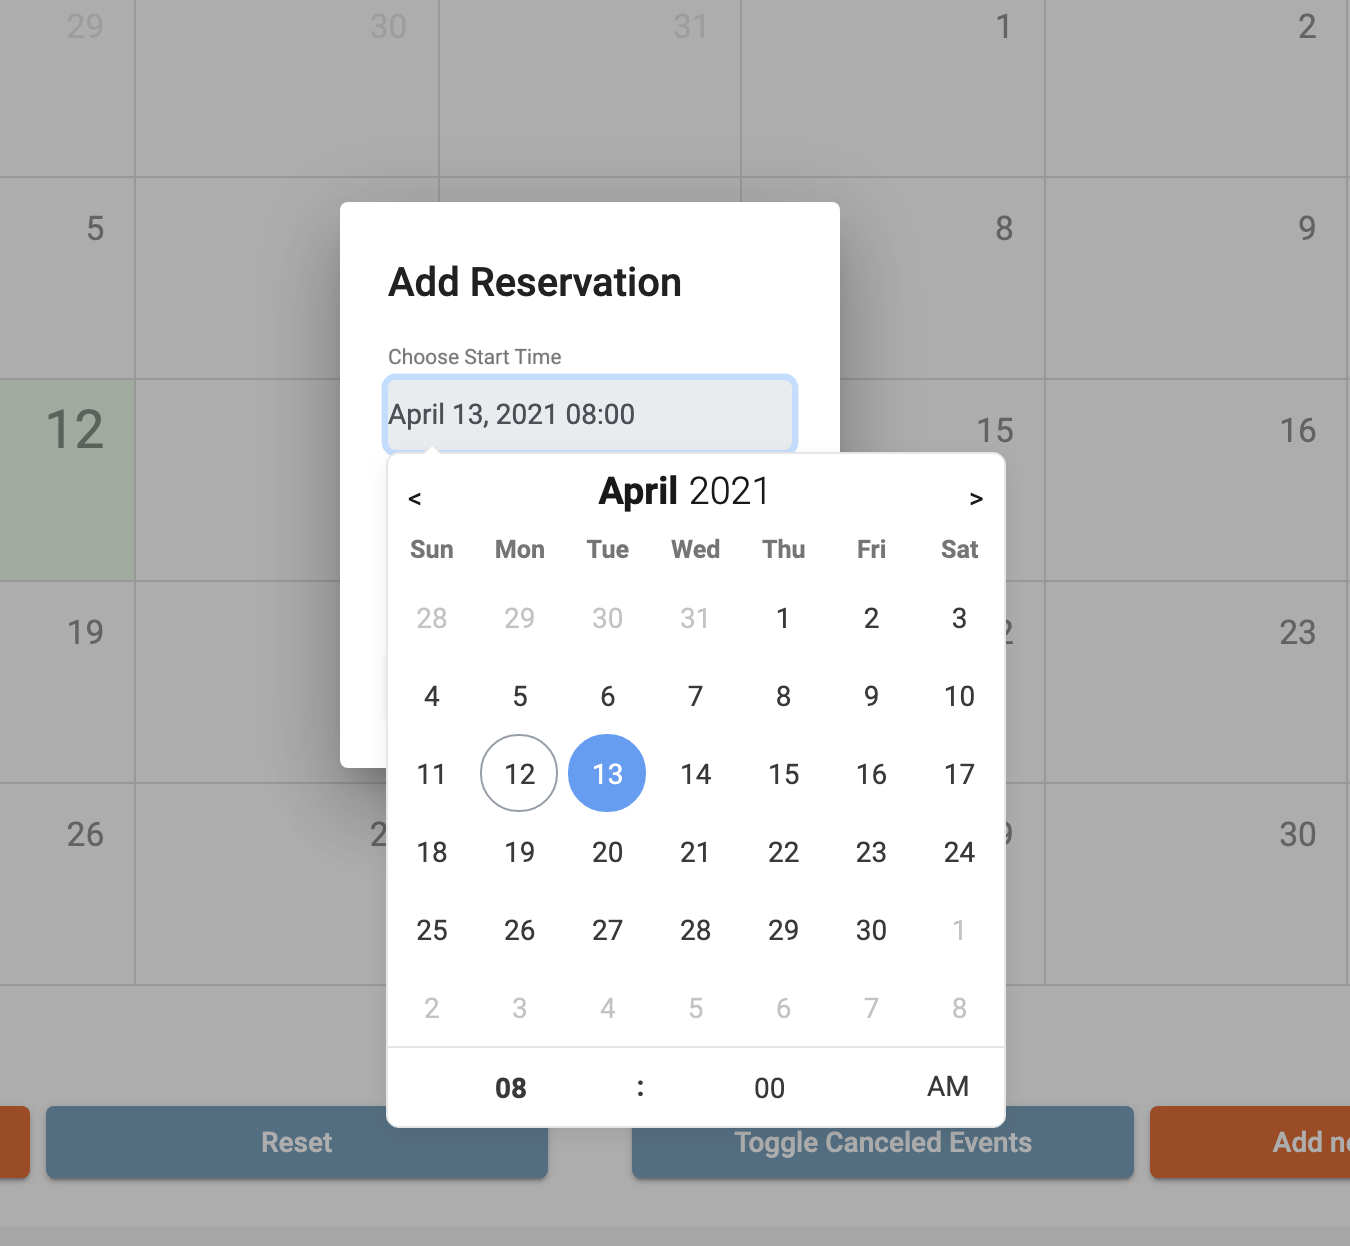 29 30 31 1 2
5 8 9
Add Reservation
Choose Start Time
12 April 13, 2021 08:00 15 16
< April 2021 >
Sun Mon Tue Wed Thu Fri Sat
28 29 30 31 1 2 3
19 23
4 5 6 7 8 9 10
11 12 13 14 15 16 17
26 2 30
18 19 20 21 22 23 24
25 26 27 28 29 30 1
2 3 4 5 6 7 8
08 : 00 AM
Reset Toggle Canceled Events Add n